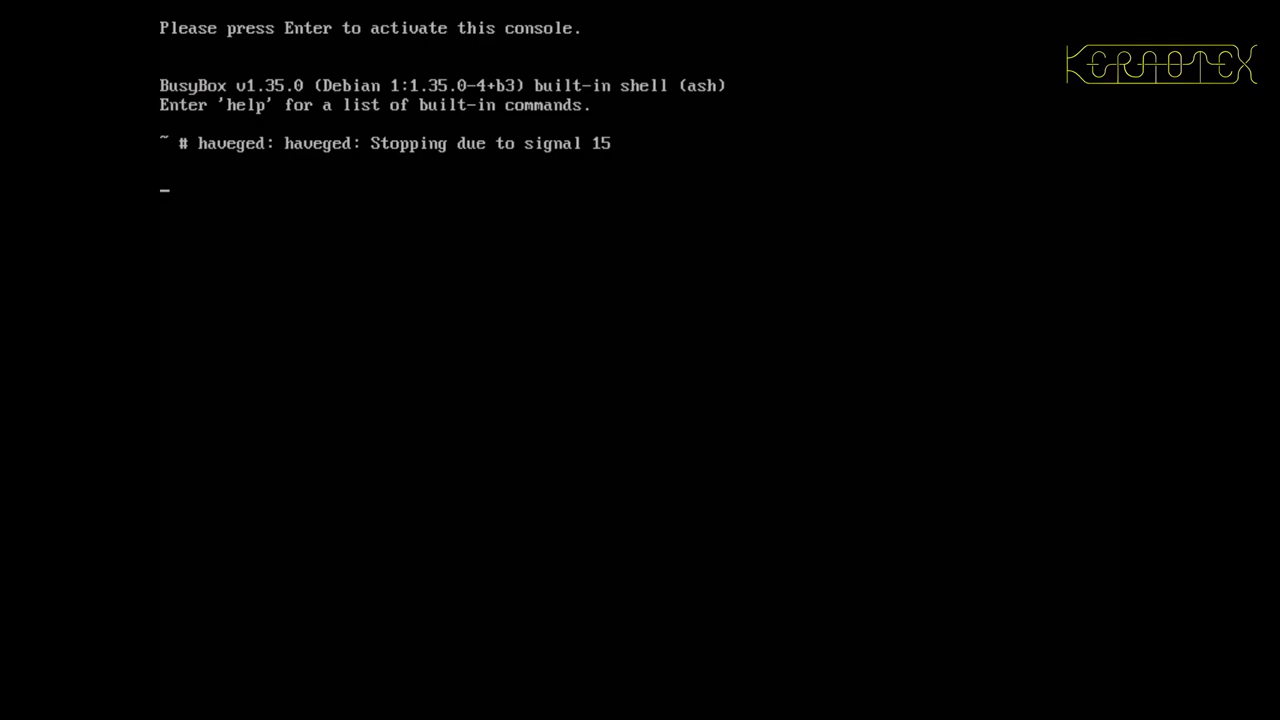 Please press Enter to activate this console.
KERNOTEX
BusyBox v1.35.0 (Debian 1:1.35.0-4+b3) built-in shell (ash)
Enter 'help' for a list of built-in commands.
~ # haveged: haveged: Stopping due to signal 15
_